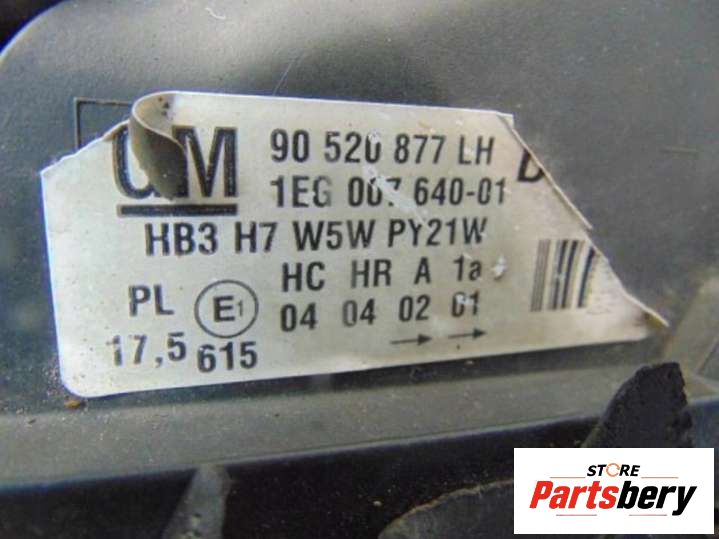 GM 90 520 877 LH D
1EG 007 640-01
HB3 H7 W5W PY21W
HC HR A 1a
PL E1 04 04 02 01
17,5 615
STORE
Partsbery